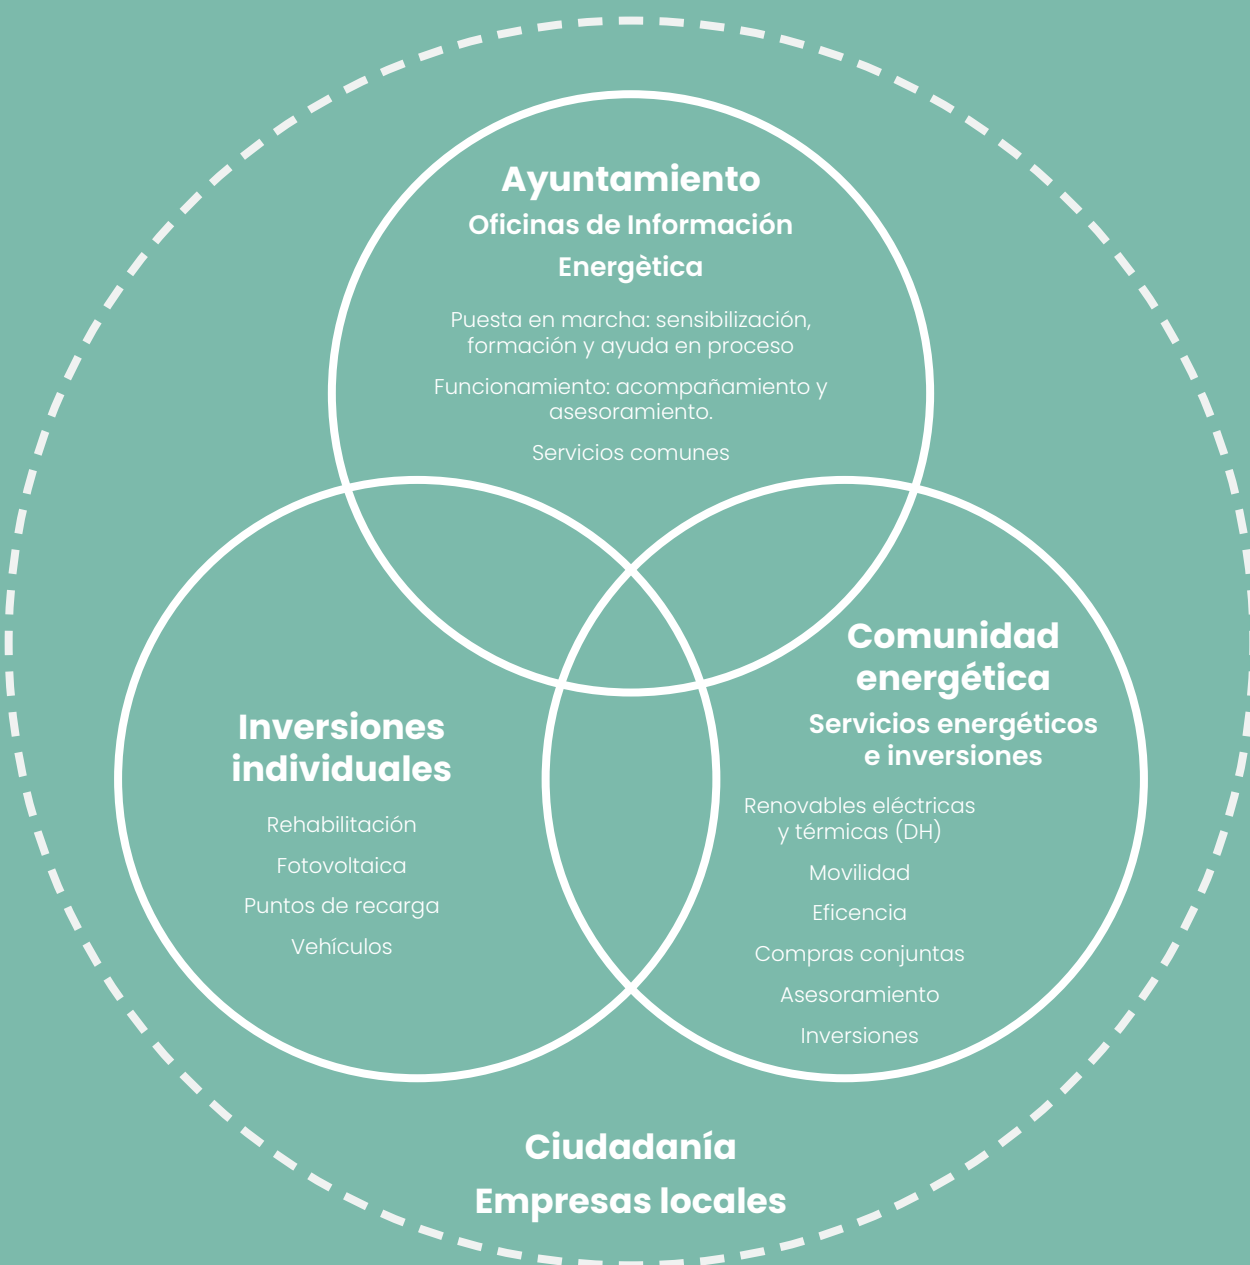 Ayuntamiento
Oficinas de Información
Energètica
Puesta en marcha: sensibilización,
formación y ayuda en proceso
Funcionamiento: acompañamiento y
asesoramiento.
Servicios comunes
Inversiones
individuales
Rehabilitación
Fotovoltaica
Puntos de recarga
Vehículos
Comunidad
energética
Servicios energéticos
e inversiones
Renovables eléctricas
y térmicas (DH)
Movilidad
Eficencia
Compras conjuntas
Asesoramiento
Inversiones
Ciudadanía
Empresas locales